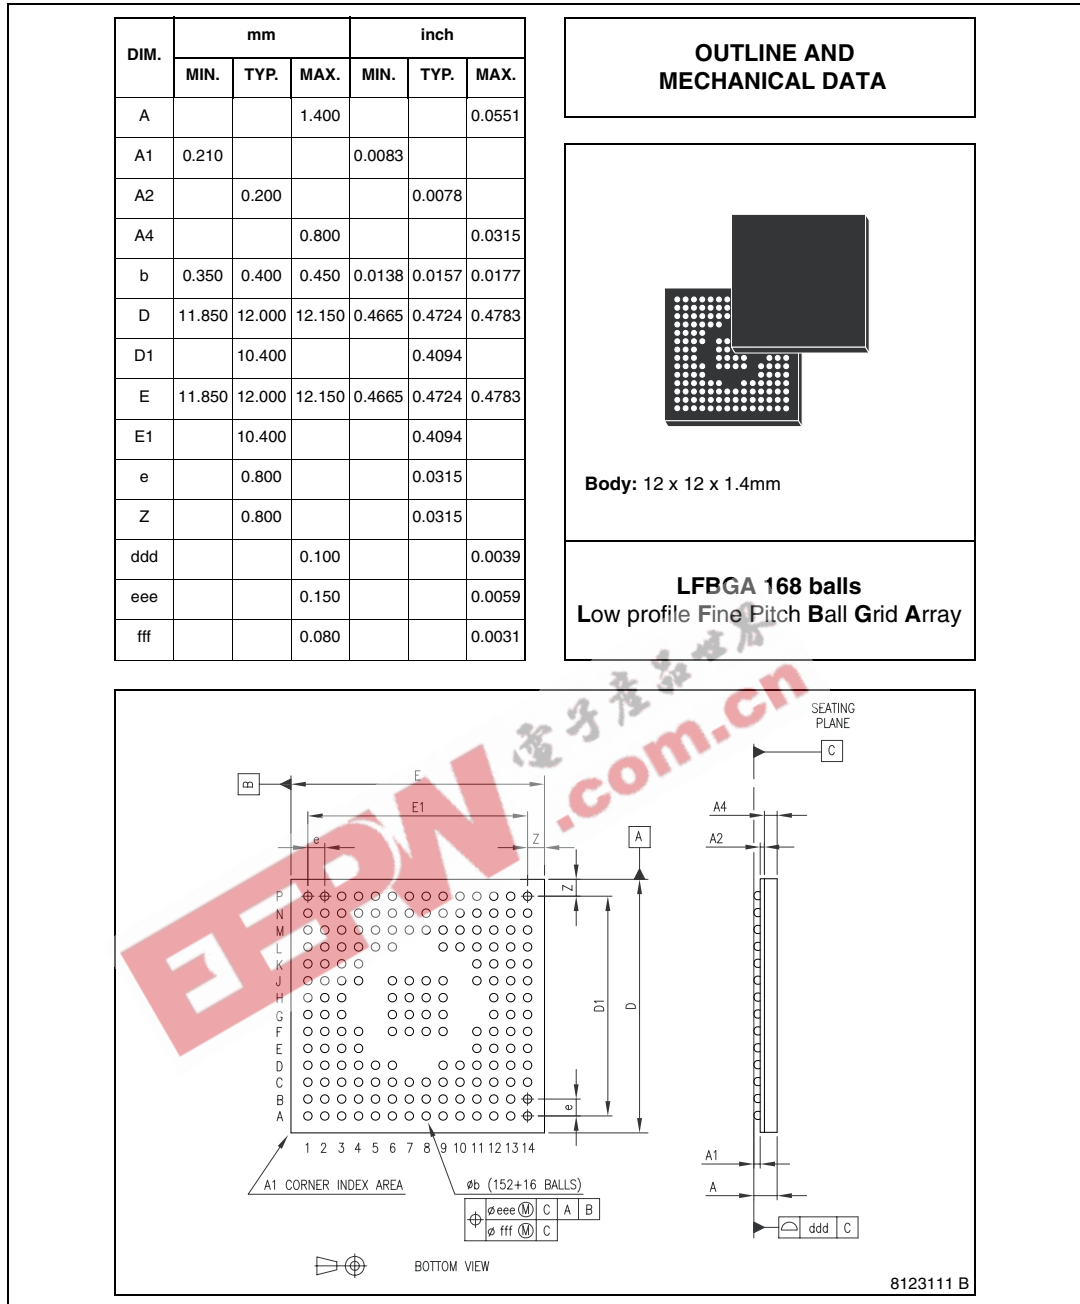 DIM. mm inch
MIN. TYP. MAX. MIN. TYP. MAX.
A 1.400 0.0551
A1 0.210 0.0083
A2 0.200 0.0078
A4 0.800 0.0315
b 0.350 0.400 0.450 0.0138 0.0157 0.0177
D 11.850 12.000 12.150 0.4665 0.4724 0.4783
D1 10.400 0.4094
E 11.850 12.000 12.150 0.4665 0.4724 0.4783
E1 10.400 0.4094
e 0.800 0.0315
Z 0.800 0.0315
ddd 0.100 0.0039
eee 0.150 0.0059
fff 0.080 0.0031
OUTLINE AND
MECHANICAL DATA
Body: 12 x 12 x 1.4mm
LFBGA 168 balls
Low profile Fine Pitch Ball Grid Array
EEPW 電子產品世界
.com.cn
SEATING
PLANE
C
B
E
E1
e
Z
A
Z
A4
A2
P
N
M
L
K
J
H
G
F
E
D
C
B
A
D1
D
e
1 2 3 4 5 6 7 8 9 10 11 12 13 14
A1
A
A1 CORNER INDEX AREA
øb (152+16 BALLS)
⌖ ø eee Ⓜ C A B
ø fff Ⓜ C
⌓ ddd C
BOTTOM VIEW
8123111 B